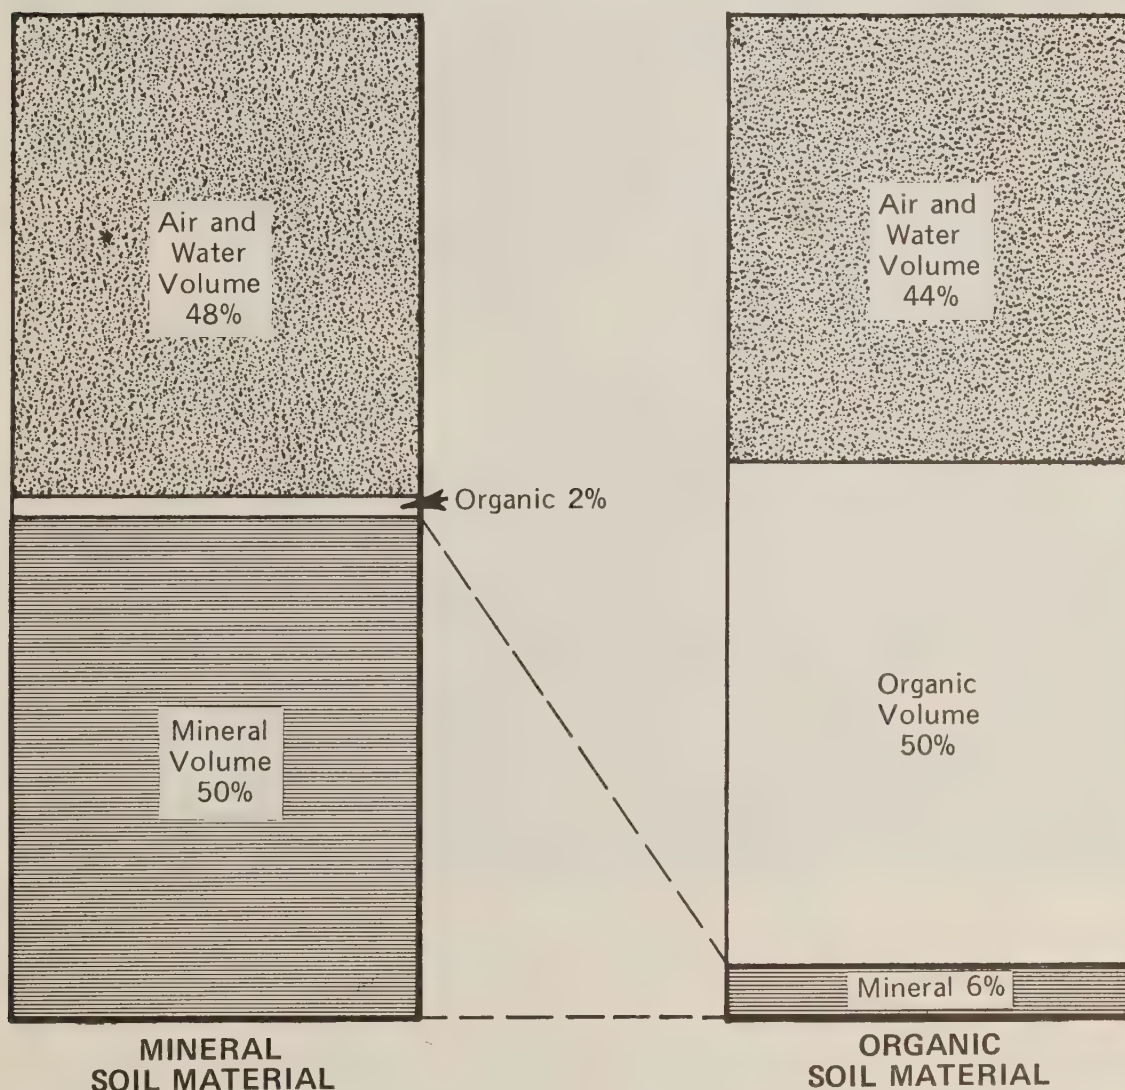 Air and
Water
Volume
48%
Organic 2%
Mineral
Volume
50%
MINERAL
SOIL MATERIAL
Air and
Water
Volume
44%
Organic
Volume
50%
Mineral 6%
ORGANIC
SOIL MATERIAL